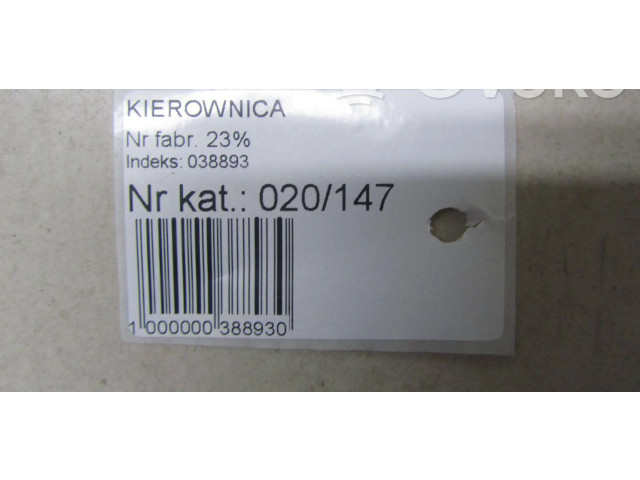 KIEROWNICA
Nr fabr. 23%
Indeks: 038893
Nr kat.: 020/147
1 000000 388930